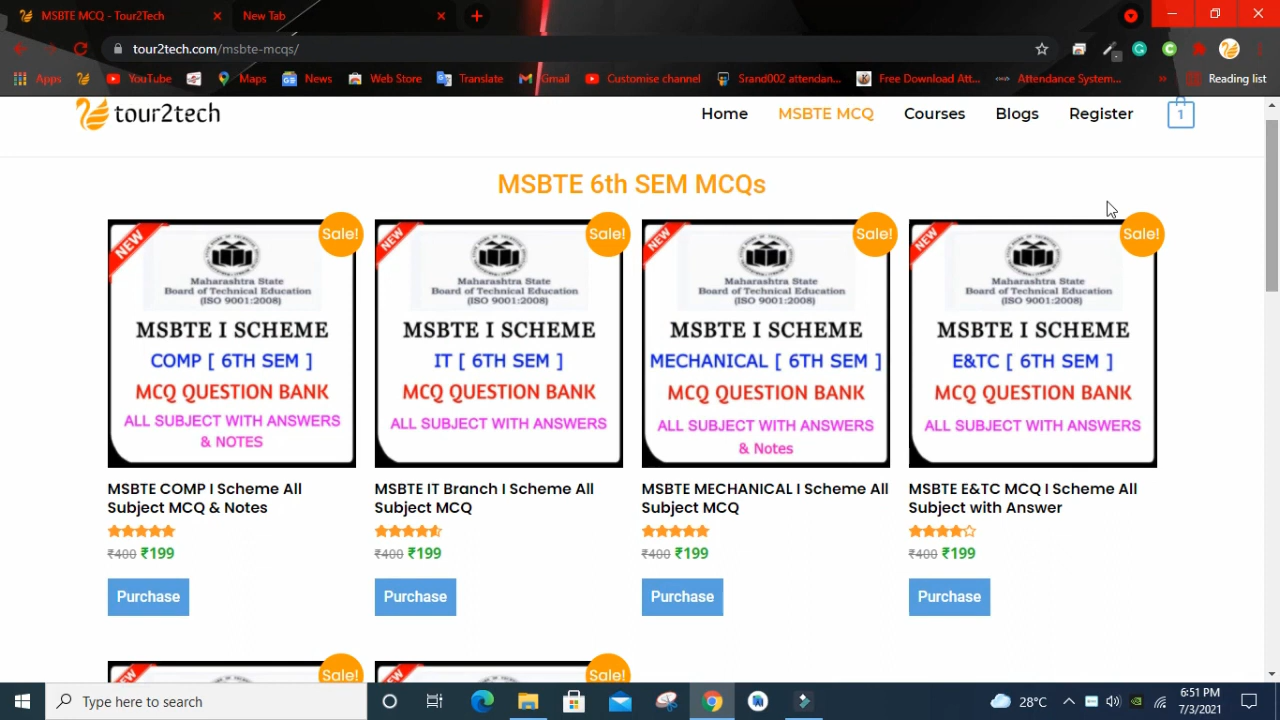 MSBTE MCQ - Tour2Tech
New Tab
tour2tech.com/msbte-mcqs/
Apps
YouTube
Maps
News
Web Store
Translate
Gmail
Customise channel
Srand002 attendan...
Free Download Att...
Attendance System...
»
Reading list
tour2tech
Home
MSBTE MCQ
Courses
Blogs
Register
1
MSBTE 6th SEM MCQs
NEW
Sale!
Maharashtra State
Board of Technical Education
(ISO 9001:2008)
MSBTE I SCHEME
COMP [ 6TH SEM ]
MCQ QUESTION BANK
ALL SUBJECT WITH ANSWERS
& NOTES
MSBTE COMP I Scheme All
Subject MCQ & Notes
₹400 ₹199
Purchase
NEW
Sale!
Maharashtra State
Board of Technical Education
(ISO 9001:2008)
MSBTE I SCHEME
IT [ 6TH SEM ]
MCQ QUESTION BANK
ALL SUBJECT WITH ANSWERS
MSBTE IT Branch I Scheme All
Subject MCQ
₹400 ₹199
Purchase
NEW
Sale!
Maharashtra State
Board of Technical Education
(ISO 9001:2008)
MSBTE I SCHEME
MECHANICAL [ 6TH SEM ]
MCQ QUESTION BANK
ALL SUBJECT WITH ANSWERS
& Notes
MSBTE MECHANICAL I Scheme All
Subject MCQ
₹400 ₹199
Purchase
NEW
Sale!
Maharashtra State
Board of Technical Education
(ISO 9001:2008)
MSBTE I SCHEME
E&TC [ 6TH SEM ]
MCQ QUESTION BANK
ALL SUBJECT WITH ANSWERS
MSBTE E&TC MCQ I Scheme All
Subject with Answer
₹400 ₹199
Purchase
Sale!
Sale!
Type here to search
28°C
6:51 PM
7/3/2021